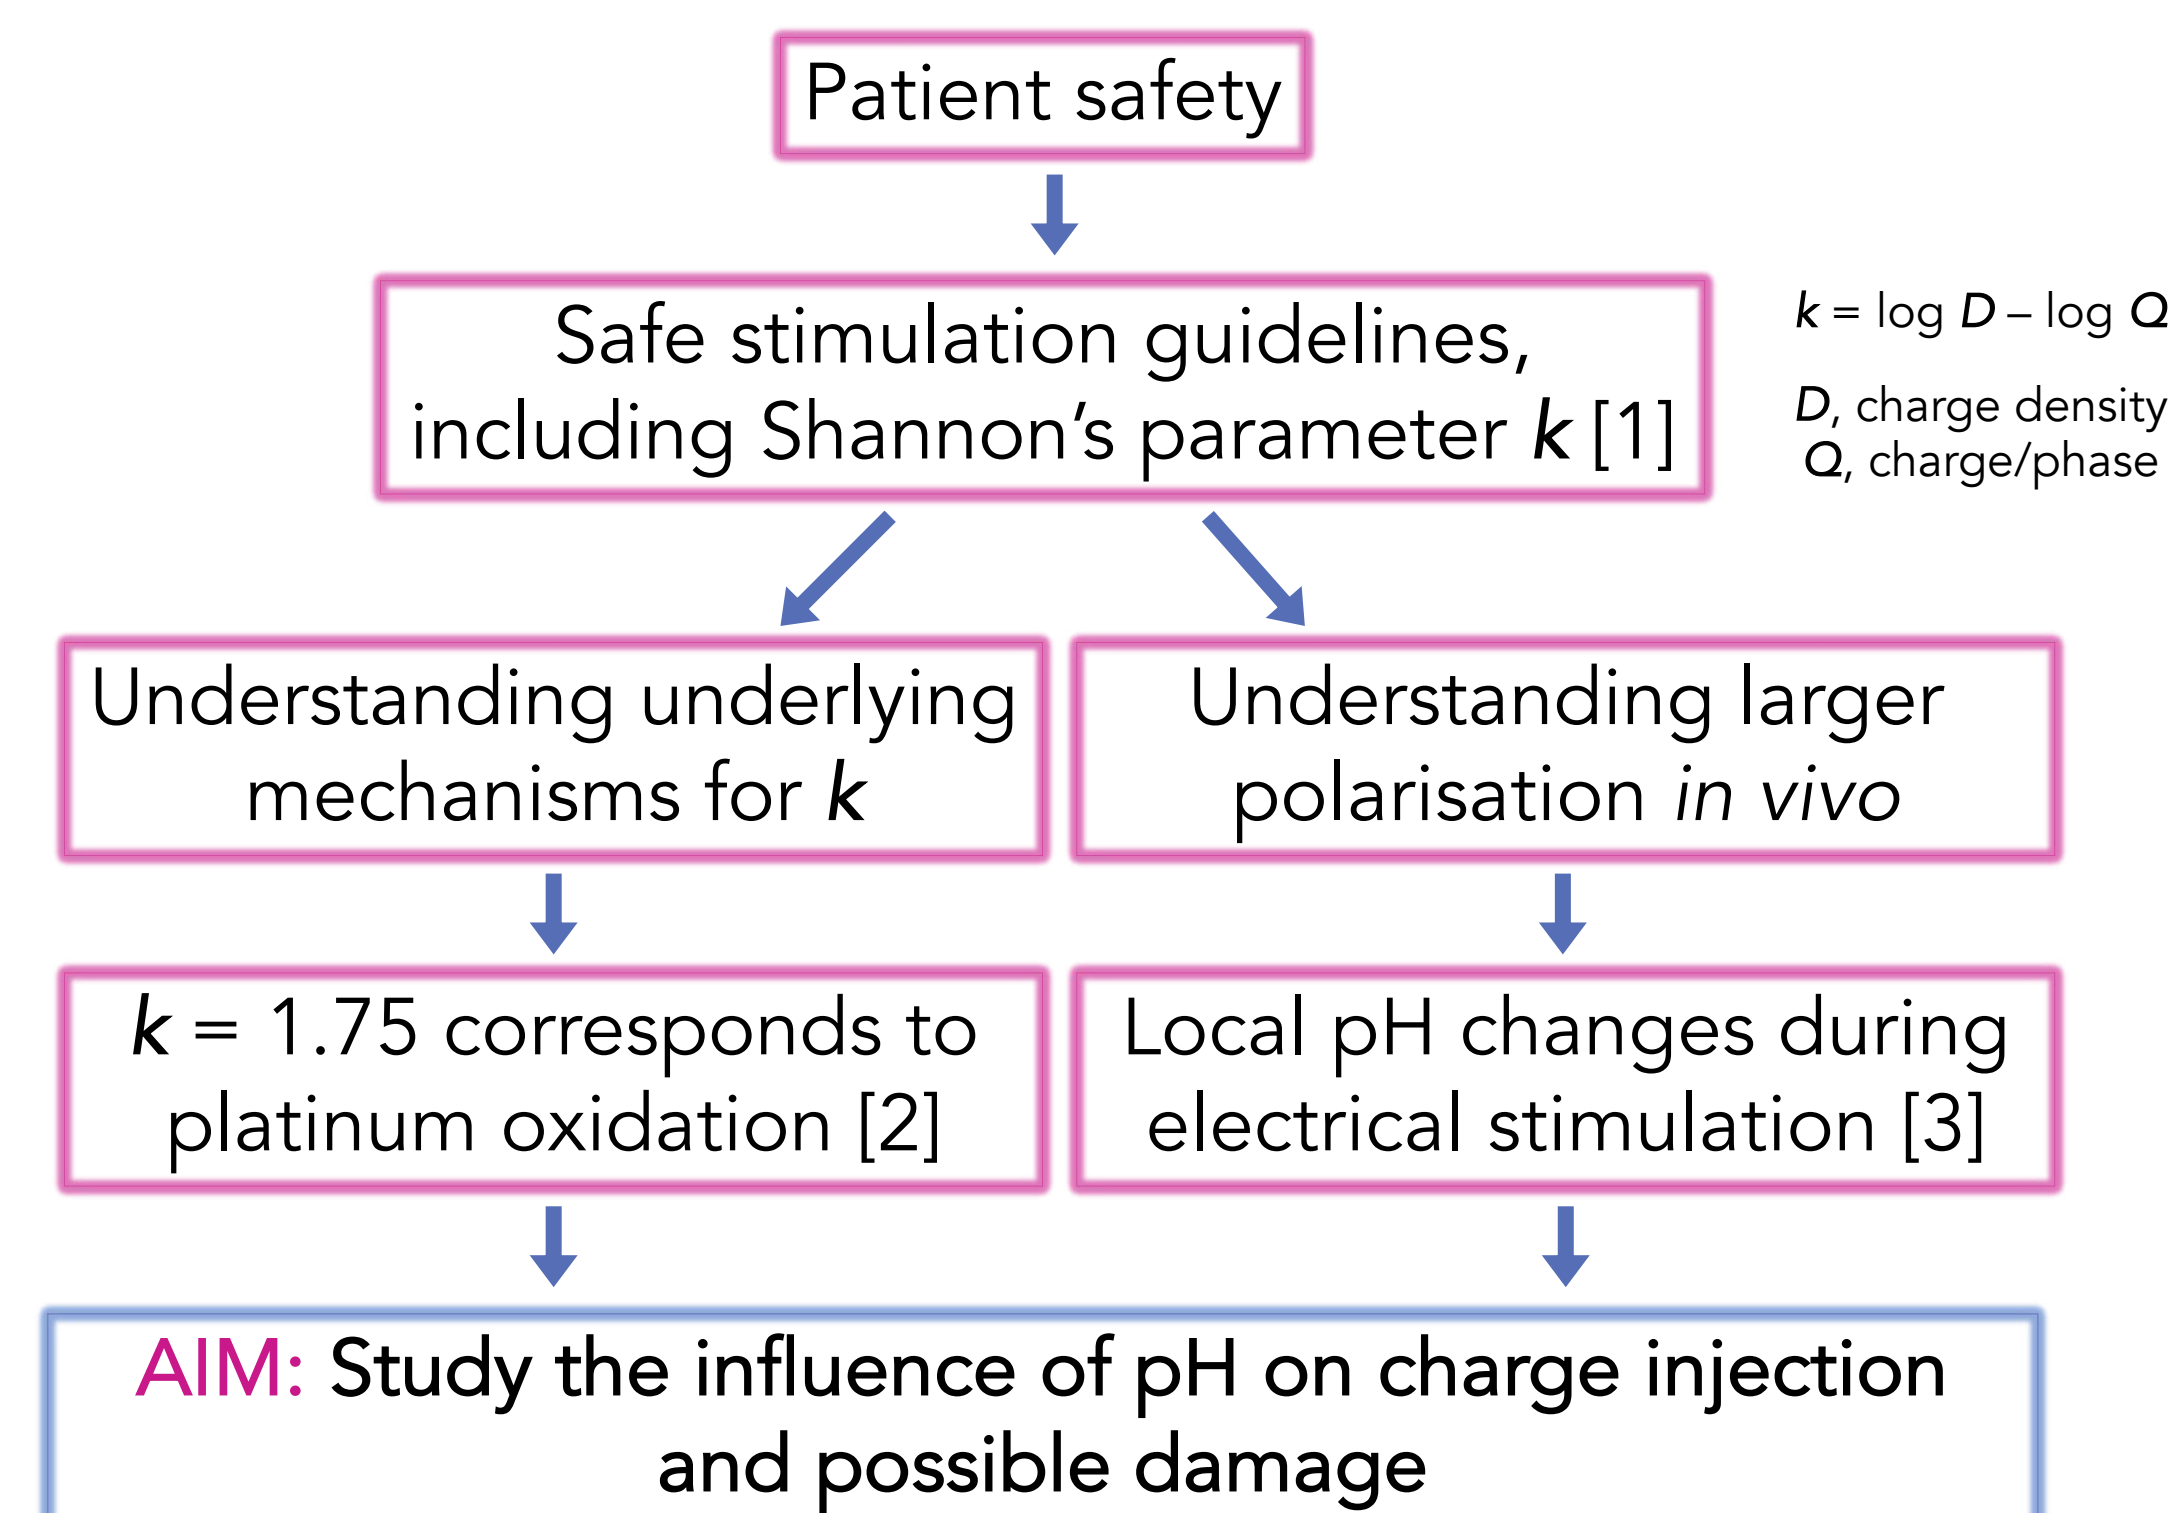 Patient safety
Safe stimulation guidelines,
including Shannon’s parameter k [1]
k = log D – log Q
D, charge density
Q, charge/phase
Understanding underlying
mechanisms for k
Understanding larger
polarisation in vivo
k = 1.75 corresponds to
platinum oxidation [2]
Local pH changes during
electrical stimulation [3]
AIM: Study the influence of pH on charge injection
and possible damage